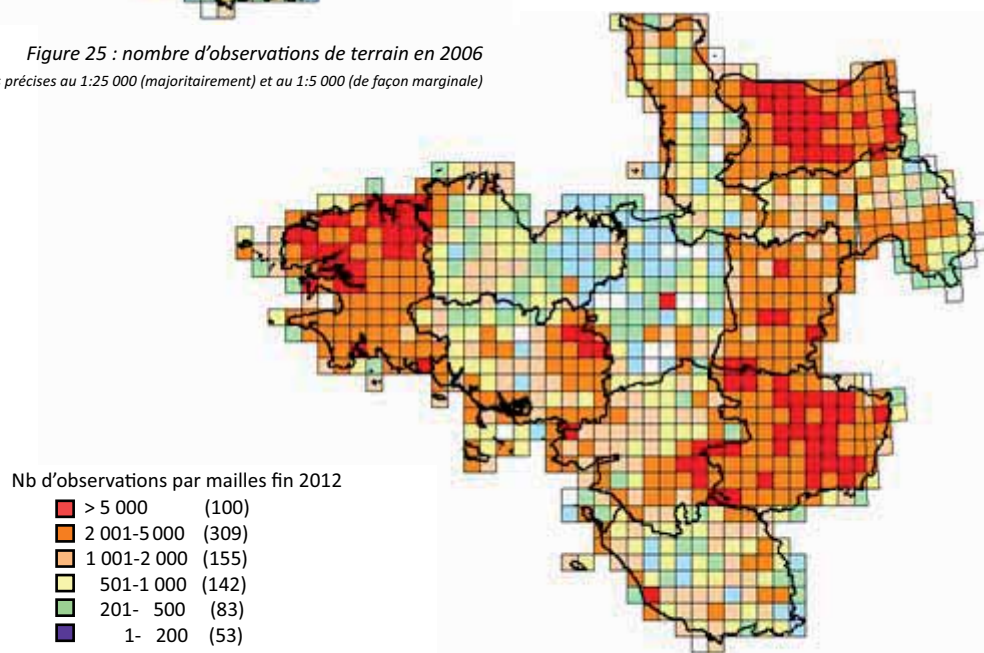 Figure 25 : nombre d'observations de terrain en 2006
précises au 1:25 000 (majoritairement) et au 1:5 000 (de façon marginale)
Nb d'observations par mailles fin 2012
> 5 000 (100)
2 001-5 000 (309)
1 001-2 000 (155)
501-1 000 (142)
201- 500 (83)
1- 200 (53)